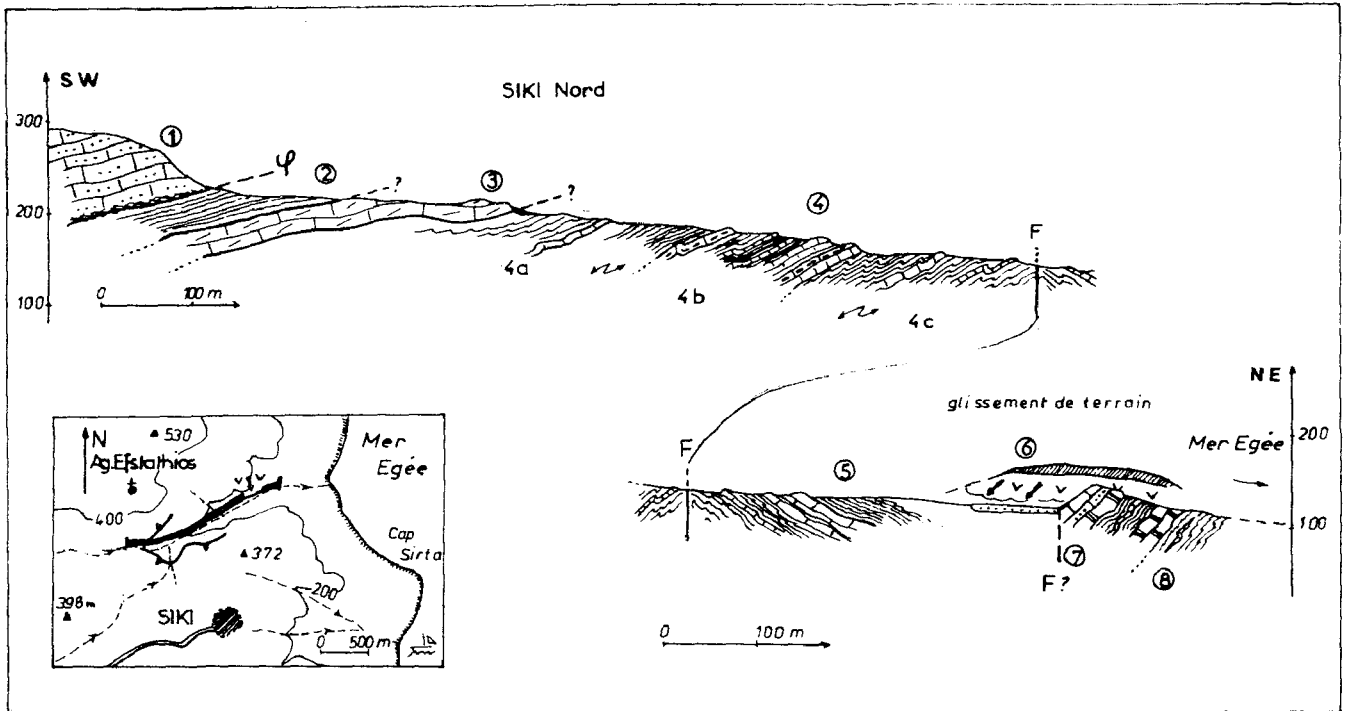 SW
SIKI Nord
300
200
100
①
φ
②
?
③
?
④
F
4a
4b
4c
0 100 m
NE
glissement de terrain
Mer Egée
200
100
F
⑤
⑥
⑦
F?
⑧
0 100 m
N
530
Mer
Egée
Ag.Efstathios
400
Cap
Sirta
372
200
398 m
SIKI
0 500 m